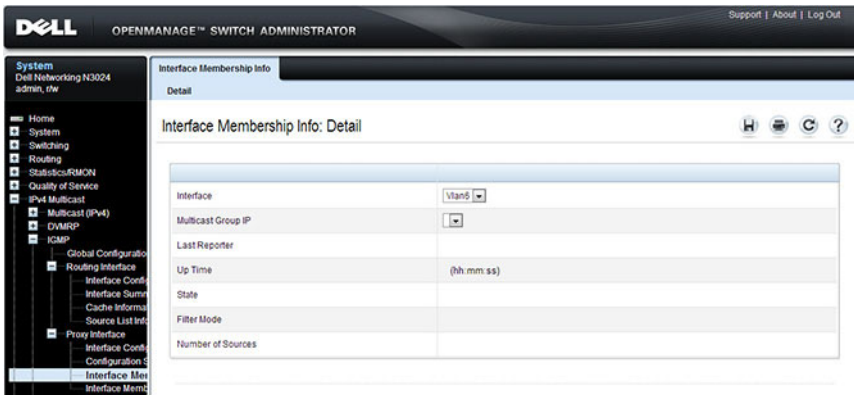 Support | About | Log Out
DELL
OPENMANAGE™ SWITCH ADMINISTRATOR
System
Dell Networking N3024
admin, r/w
Home
System
Switching
Routing
Statistics/RMON
Quality of Service
IPv4 Multicast
Multicast (IPv4)
DVMRP
IGMP
Global Configuratio
Routing Interface
Interface Config
Interface Summ
Cache Informa
Source List Info
Proxy Interface
Interface Config
Configuration S
Interface Mem
Interface Memb
Interface Membership Info
Detail
Interface Membership Info: Detail
Interface
Vlan5
Multicast Group IP
Last Reporter
Up Time
(hh:mm:ss)
State
Filter Mode
Number of Sources